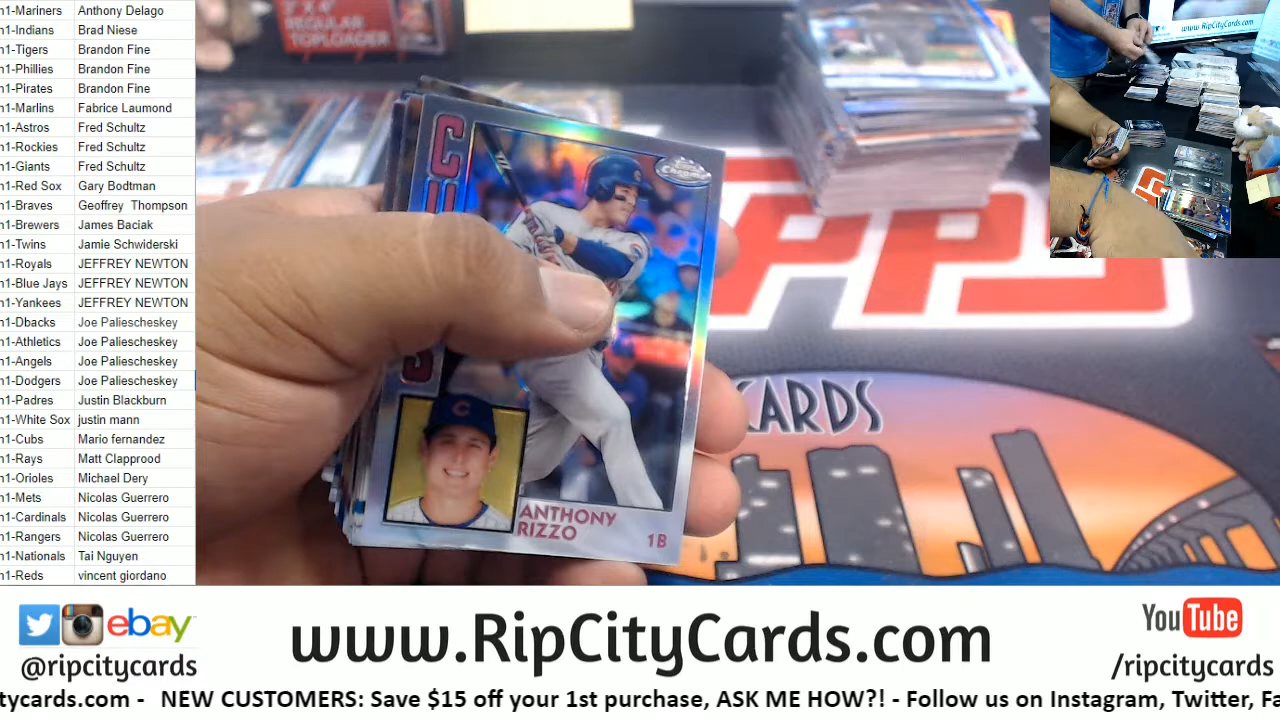 n1-Mariners Anthony Delago
n1-Indians Brad Niese
n1-Tigers Brandon Fine
n1-Phillies Brandon Fine
n1-Pirates Brandon Fine
n1-Marlins Fabrice Laumond
n1-Astros Fred Schultz
n1-Rockies Fred Schultz
n1-Giants Fred Schultz
n1-Red Sox Gary Bodtman
n1-Braves Geoffrey Thompson
n1-Brewers James Baciak
n1-Twins Jamie Schwiderski
n1-Royals JEFFREY NEWTON
n1-Blue Jays JEFFREY NEWTON
n1-Yankees JEFFREY NEWTON
n1-Dbacks Joe Paliescheskey
n1-Athletics Joe Paliescheskey
n1-Angels Joe Paliescheskey
n1-Dodgers Joe Paliescheskey
n1-Padres Justin Blackburn
n1-White Sox justin mann
n1-Cubs Mario fernandez
n1-Rays Matt Clapprood
n1-Orioles Michael Dery
n1-Mets Nicolas Guerrero
n1-Cardinals Nicolas Guerrero
n1-Rangers Nicolas Guerrero
n1-Nationals Tai Nguyen
n1-Reds vincent giordano
3" X 4"
REGULAR
TOPLOADER
www.RipCityCards.com
Chrome
ANTHONY
RIZZO
1B
CARDS
ebay
@ripcitycards
www.RipCityCards.com
YouTube
/ripcitycards
tycards.com - NEW CUSTOMERS: Save $15 off your 1st purchase, ASK ME HOW?! - Follow us on Instagram, Twitter, Fa